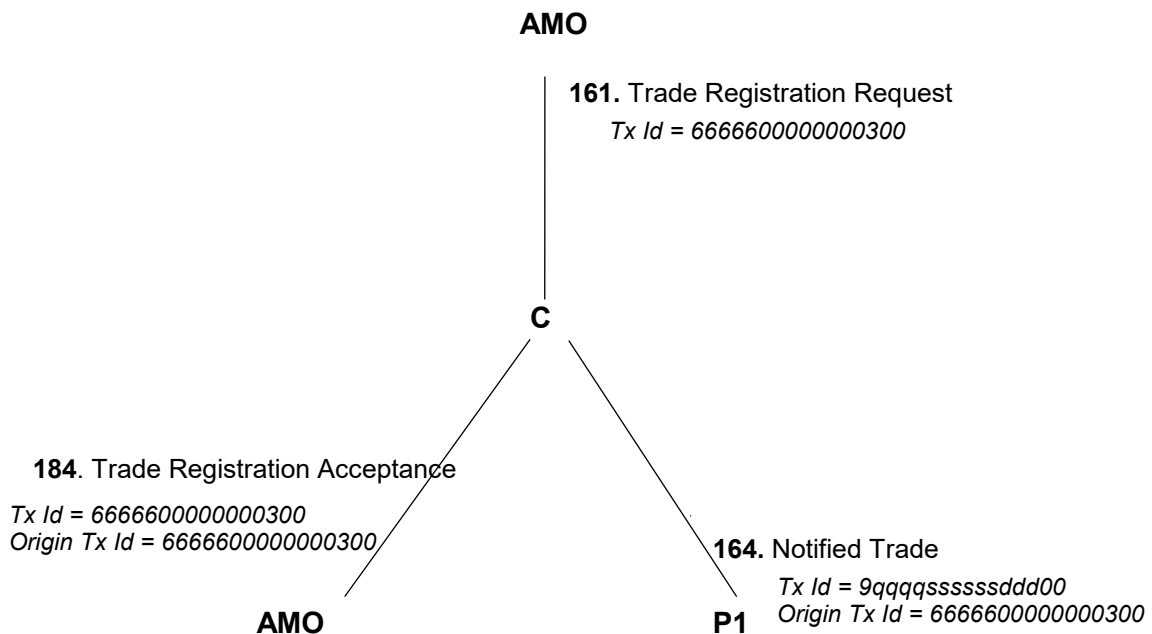 AMO
161. Trade Registration Request
Tx Id = 6666600000000300
C
184. Trade Registration Acceptance
Tx Id = 6666600000000300
Origin Tx Id = 6666600000000300
AMO
164. Notified Trade
Tx Id = 9qqqqssssssddd00
Origin Tx Id = 6666600000000300
P1